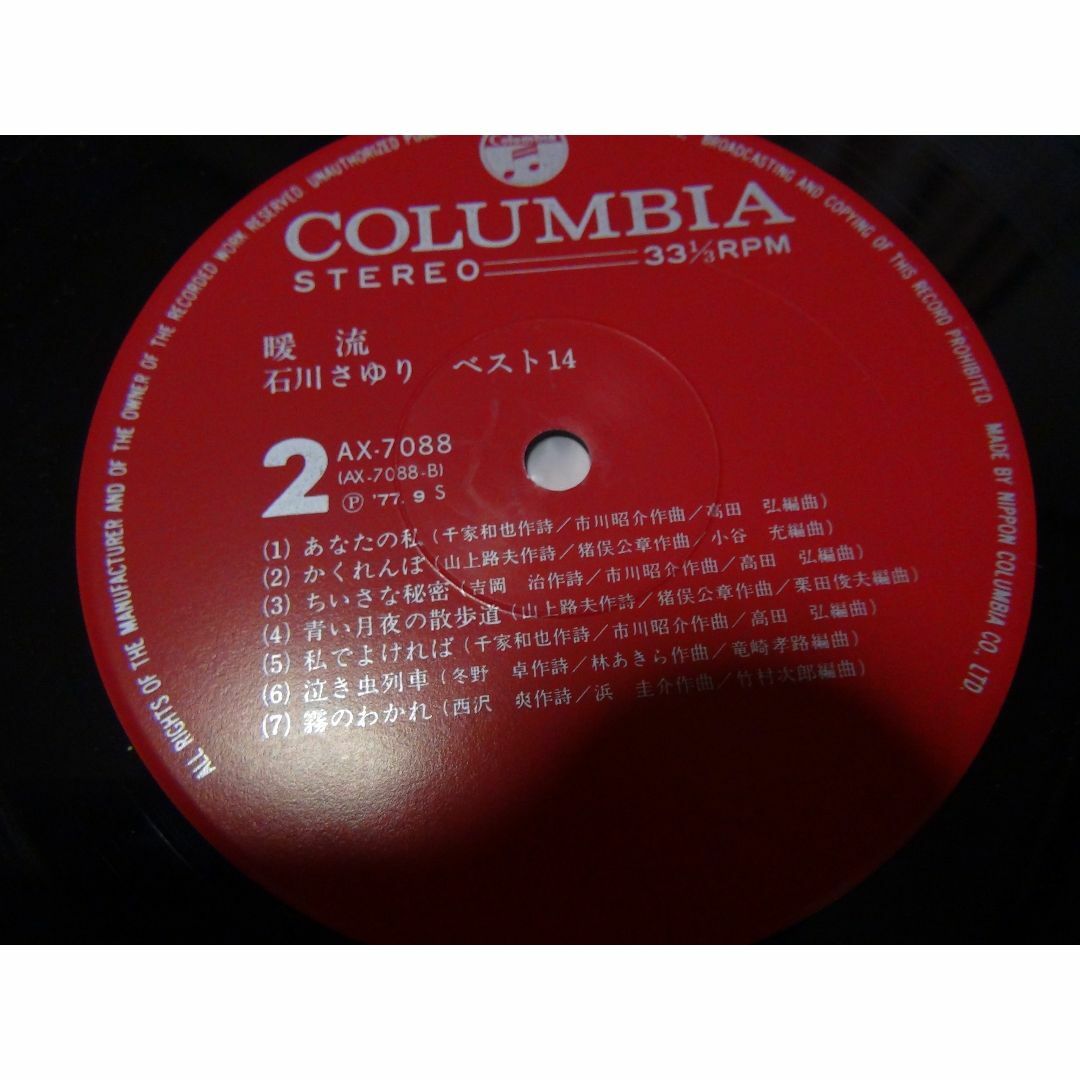 Columbia
COLUMBIA
STEREO 33⅓RPM
暖 流
石川さゆり ベスト14
2
AX-7088
(AX-7088-B)
Ⓟ '77. 9 S
(1) あなたの私 (千家和也作詩/市川昭介作曲/高田 弘編曲)
(2) かくれんぼ (山上路夫作詩/猪俣公章作曲/小谷 充編曲)
(3) ちいさな秘密 (吉岡 治作詩/市川昭介作曲/高田 弘編曲)
(4) 青い月夜の散歩道 (山上路夫作詩/猪俣公章作曲/栗田俊夫編曲)
(5) 私でよければ (千家和也作詩/市川昭介作曲/高田 弘編曲)
(6) 泣き虫列車 (冬野 卓作詩/林あきら作曲/竜崎孝路編曲)
(7) 霧のわかれ (西沢 爽作詩/浜 圭介作曲/竹村次郎編曲)
ALL RIGHTS OF THE MANUFACTURER AND OF THE OWNER OF THE RECORDED WORK RESERVED. UNAUTHORIZED BROADCASTING AND COPYING OF THIS RECORD PROHIBITED. MADE BY NIPPON COLUMBIA CO., LTD.